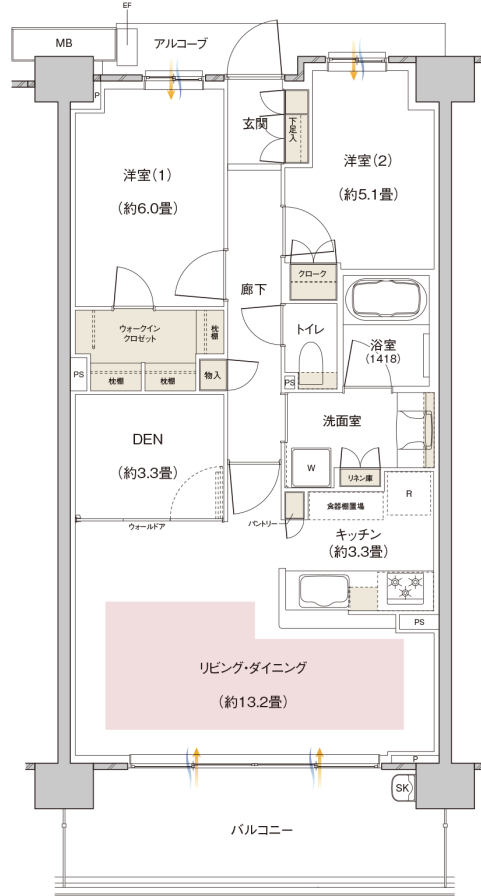 EF
MB
アルコーブ
P
玄関
下足入
洋室(1)
(約6.0畳)
洋室(2)
(約5.1畳)
クローク
廊下
トイレ
浴室
(1418)
ウォークイン
クロゼット
枕棚
PS
枕棚
枕棚
物入
PS
洗面室
DEN
(約3.3畳)
W
リネン庫
R
食器棚置場
パントリー
ウォールドア
キッチン
(約3.3畳)
PS
リビング・ダイニング
(約13.2畳)
P
SK
バルコニー